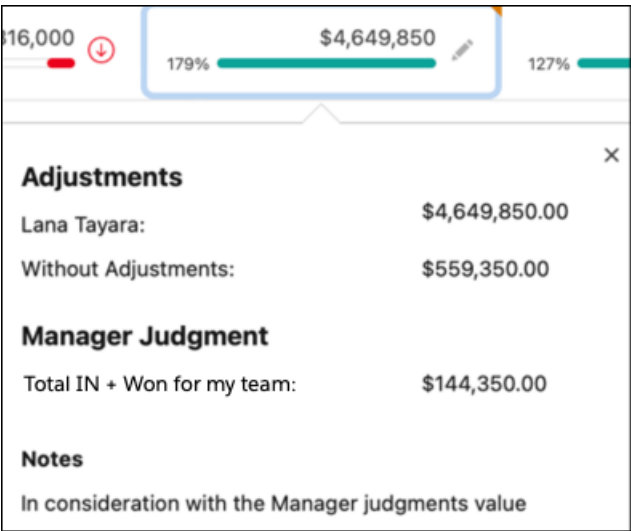 316,000
$4,649,850
179%
127%
Adjustments
Lana Tayara: $4,649,850.00
Without Adjustments: $559,350.00
Manager Judgment
Total IN + Won for my team: $144,350.00
Notes
In consideration with the Manager judgments value